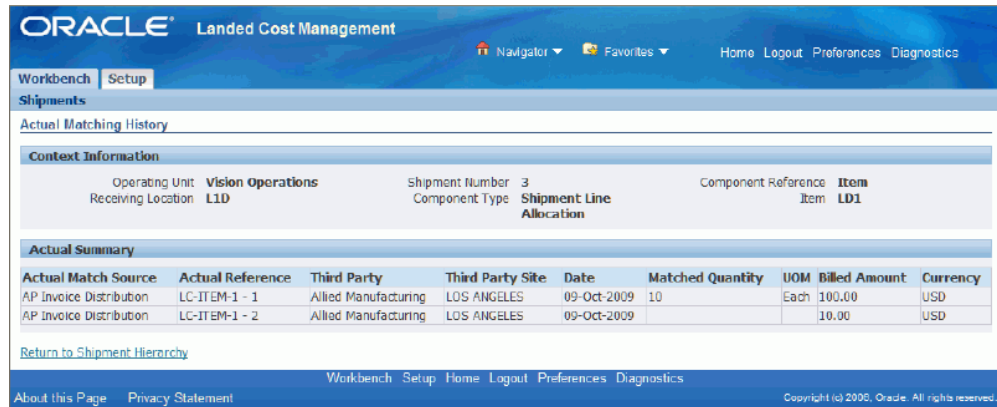 ORACLE® Landed Cost Management
Navigator Favorites Home Logout Preferences Diagnostics
Workbench Setup
Shipments
Actual Matching History
Context Information
Operating Unit Vision Operations Shipment Number 3 Component Reference Item
Receiving Location L1D Component Type Shipment Line Item LD1
Allocation
Actual Summary
Actual Match Source Actual Reference Third Party Third Party Site Date Matched Quantity UOM Billed Amount Currency
AP Invoice Distribution LC-ITEM-1 - 1 Allied Manufacturing LOS ANGELES 09-Oct-2009 10 Each 100.00 USD
AP Invoice Distribution LC-ITEM-1 - 2 Allied Manufacturing LOS ANGELES 09-Oct-2009 10.00 USD
Return to Shipment Hierarchy
Workbench Setup Home Logout Preferences Diagnostics
About this Page Privacy Statement Copyright (c) 2006, Oracle. All rights reserved.